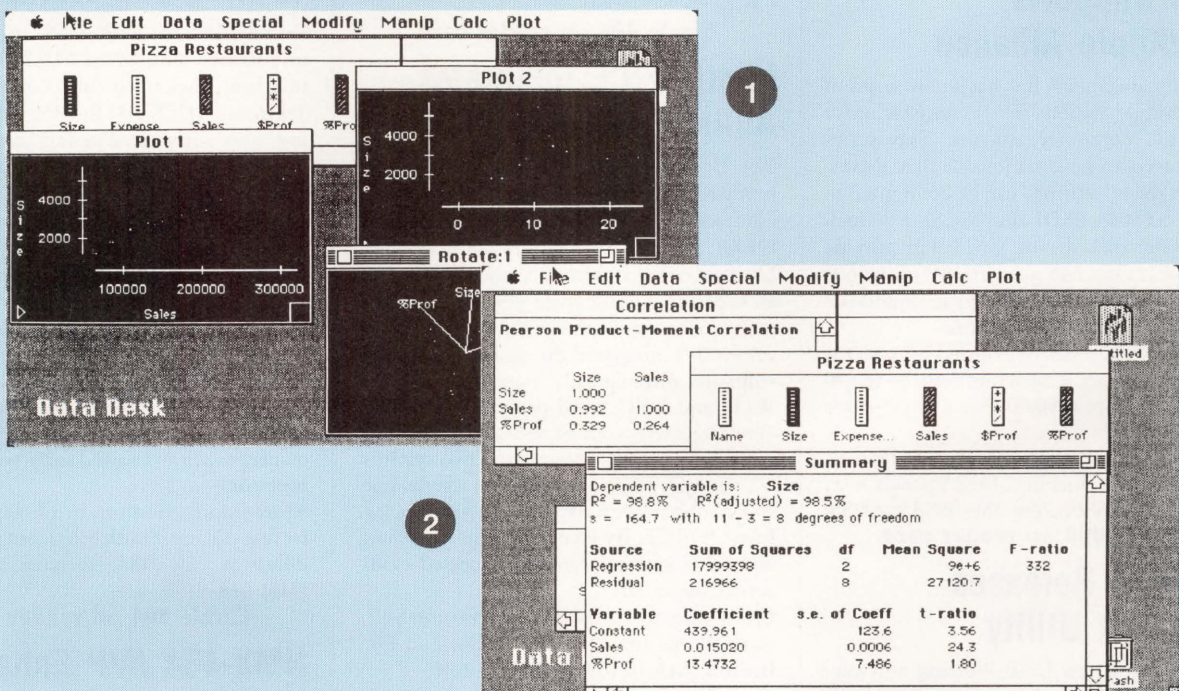 File Edit Data Special Modify Manip Calc Plot
Pizza Restaurants
Size Expense Sales $Prof %Pro
Plot 2
Size
4000
2000
0 10 20
Plot 1
Size
4000
2000
100000 200000 300000
Sales
Rotate:1
%Prof Size
Data Desk
1
File Edit Data Special Modify Manip Calc Plot
Correlation
Pearson Product-Moment Correlation
Size Sales
Size 1.000
Sales 0.992 1.000
%Prof 0.329 0.264
titled
Pizza Restaurants
Name Size Expense... Sales $Prof %Prof
Summary
Dependent variable is: Size
R² = 98.8% R²(adjusted) = 98.5%
s = 164.7 with 11 - 3 = 8 degrees of freedom
Source Sum of Squares df Mean Square F-ratio
Regression 17999398 2 9e+6 332
Residual 216966 8 27120.7
Variable Coefficient s.e. of Coeff t-ratio
Constant 439.961 123.6 3.56
Sales 0.015020 0.0006 24.3
%Prof 13.4732 7.486 1.80
Data
rash
2